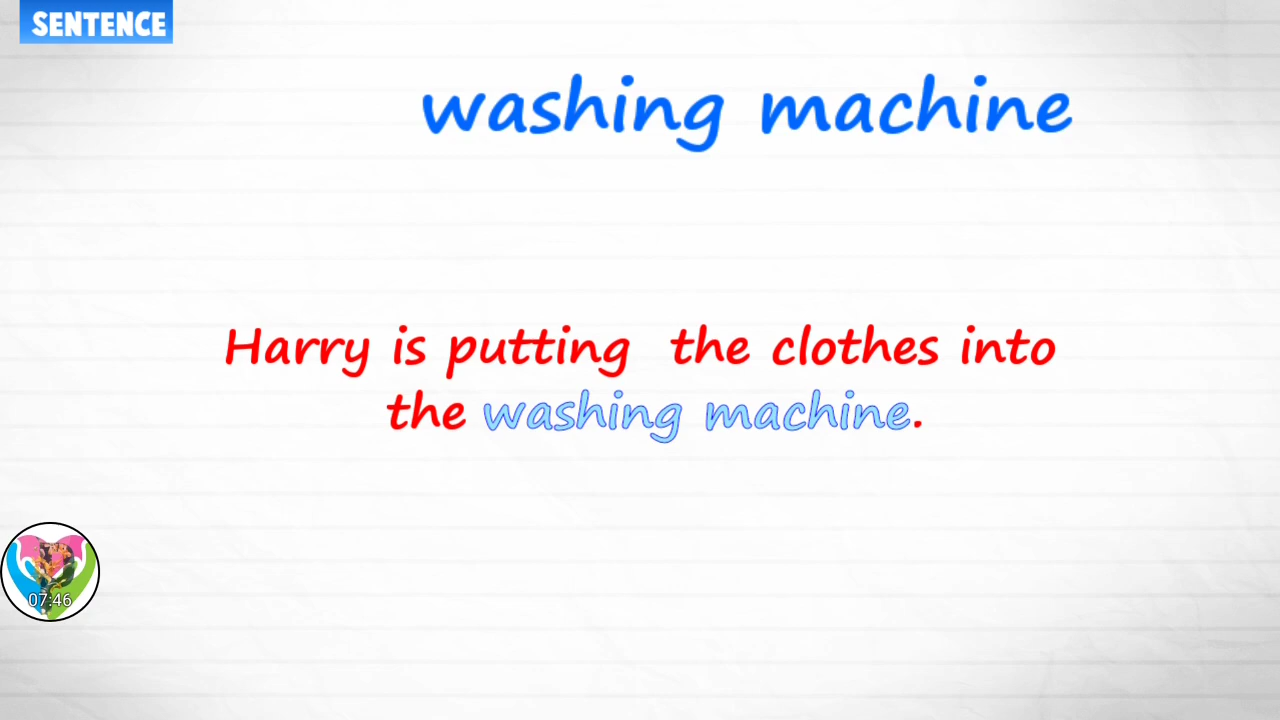 SENTENCE
washing machine
Harry is putting  the clothes into
the washing machine.
07:46